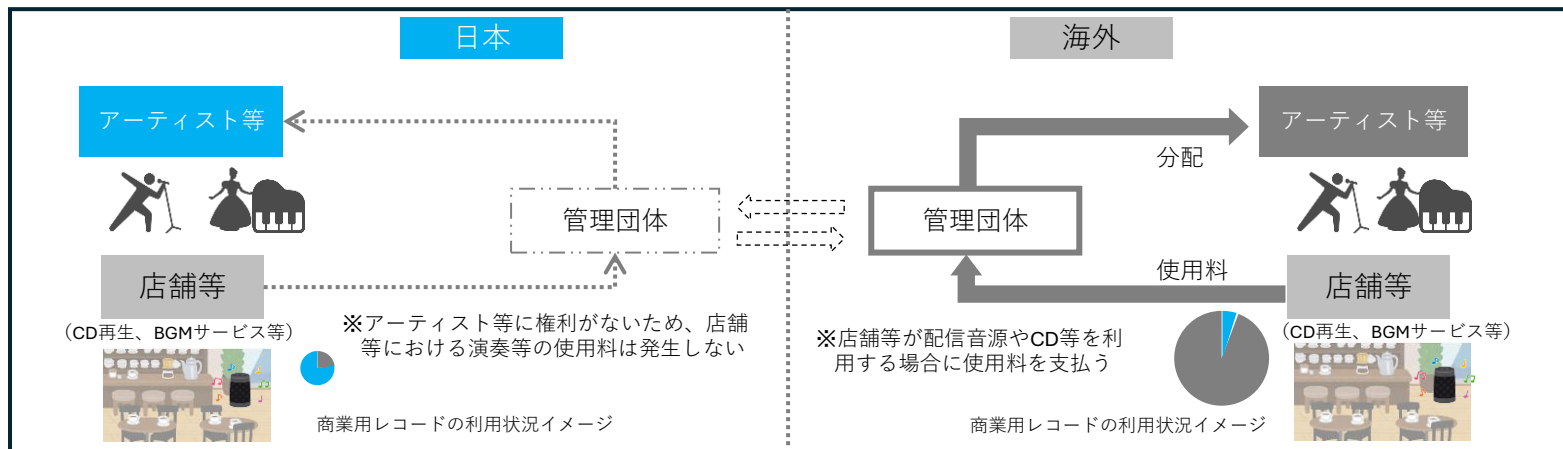 日本
アーティスト等
管理団体
店舗等
（CD再生、BGMサービス等）
※アーティスト等に権利がないため、店舗
等における演奏等の使用料は発生しない
商業用レコードの利用状況イメージ
海外
アーティスト等
分配
管理団体
使用料
店舗等
（CD再生、BGMサービス等）
※店舗等が配信音源やCD等を利
用する場合に使用料を支払う
商業用レコードの利用状況イメージ